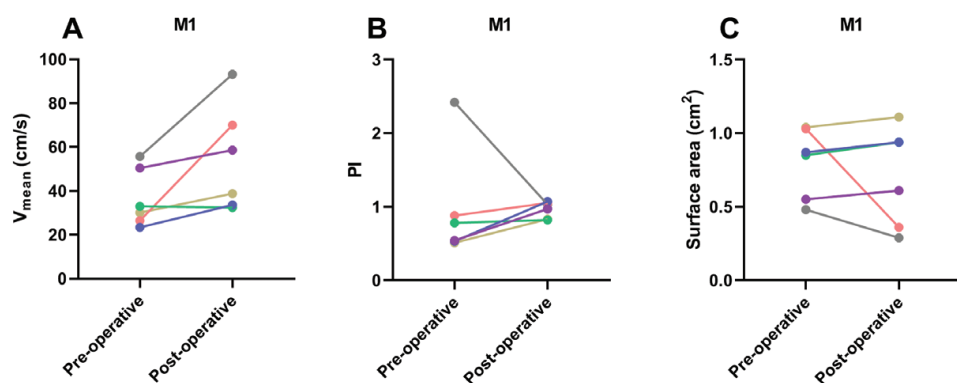 A
M1
V_mean (cm/s)
100
80
60
40
20
0
Pre-operative
Post-operative
B
M1
PI
3
2
1
0
Pre-operative
Post-operative
C
M1
Surface area (cm²)
1.5
1.0
0.5
0.0
Pre-operative
Post-operative